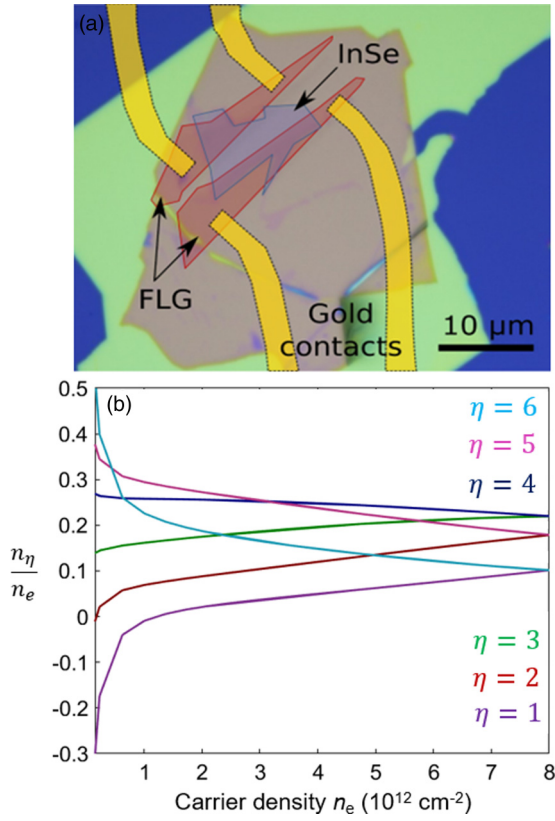 (a)
InSe
FLG
Gold
contacts
10 μm
(b)
0.5
0.4
0.3
0.2
0.1
0
-0.1
-0.2
-0.3
nη
ne
η = 6
η = 5
η = 4
η = 3
η = 2
η = 1
1 2 3 4 5 6 7 8
Carrier density ne (10¹² cm⁻²)